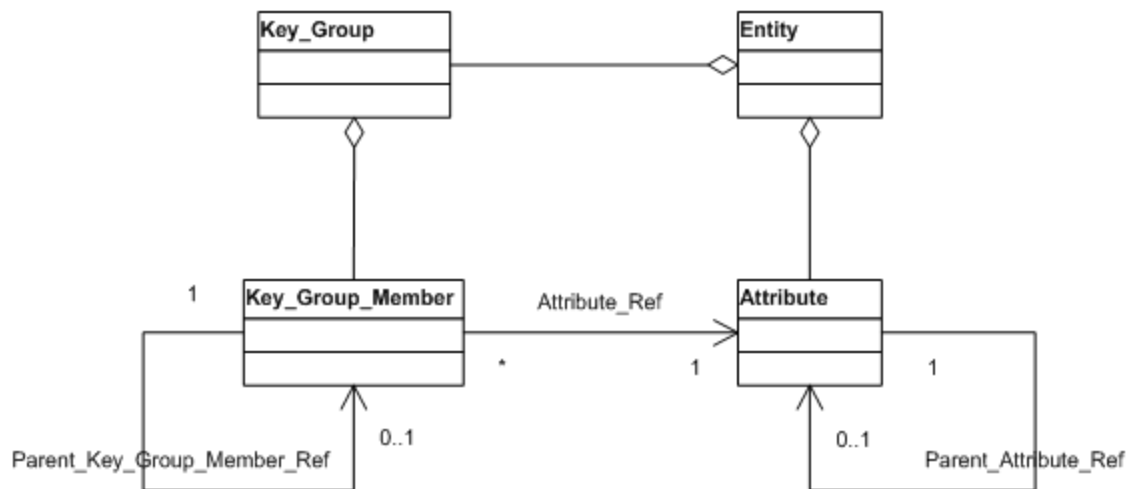 Key_Group
Entity
Key_Group_Member
Attribute
1
Attribute_Ref
*
1
1
0..1
0..1
Parent_Key_Group_Member_Ref
Parent_Attribute_Ref